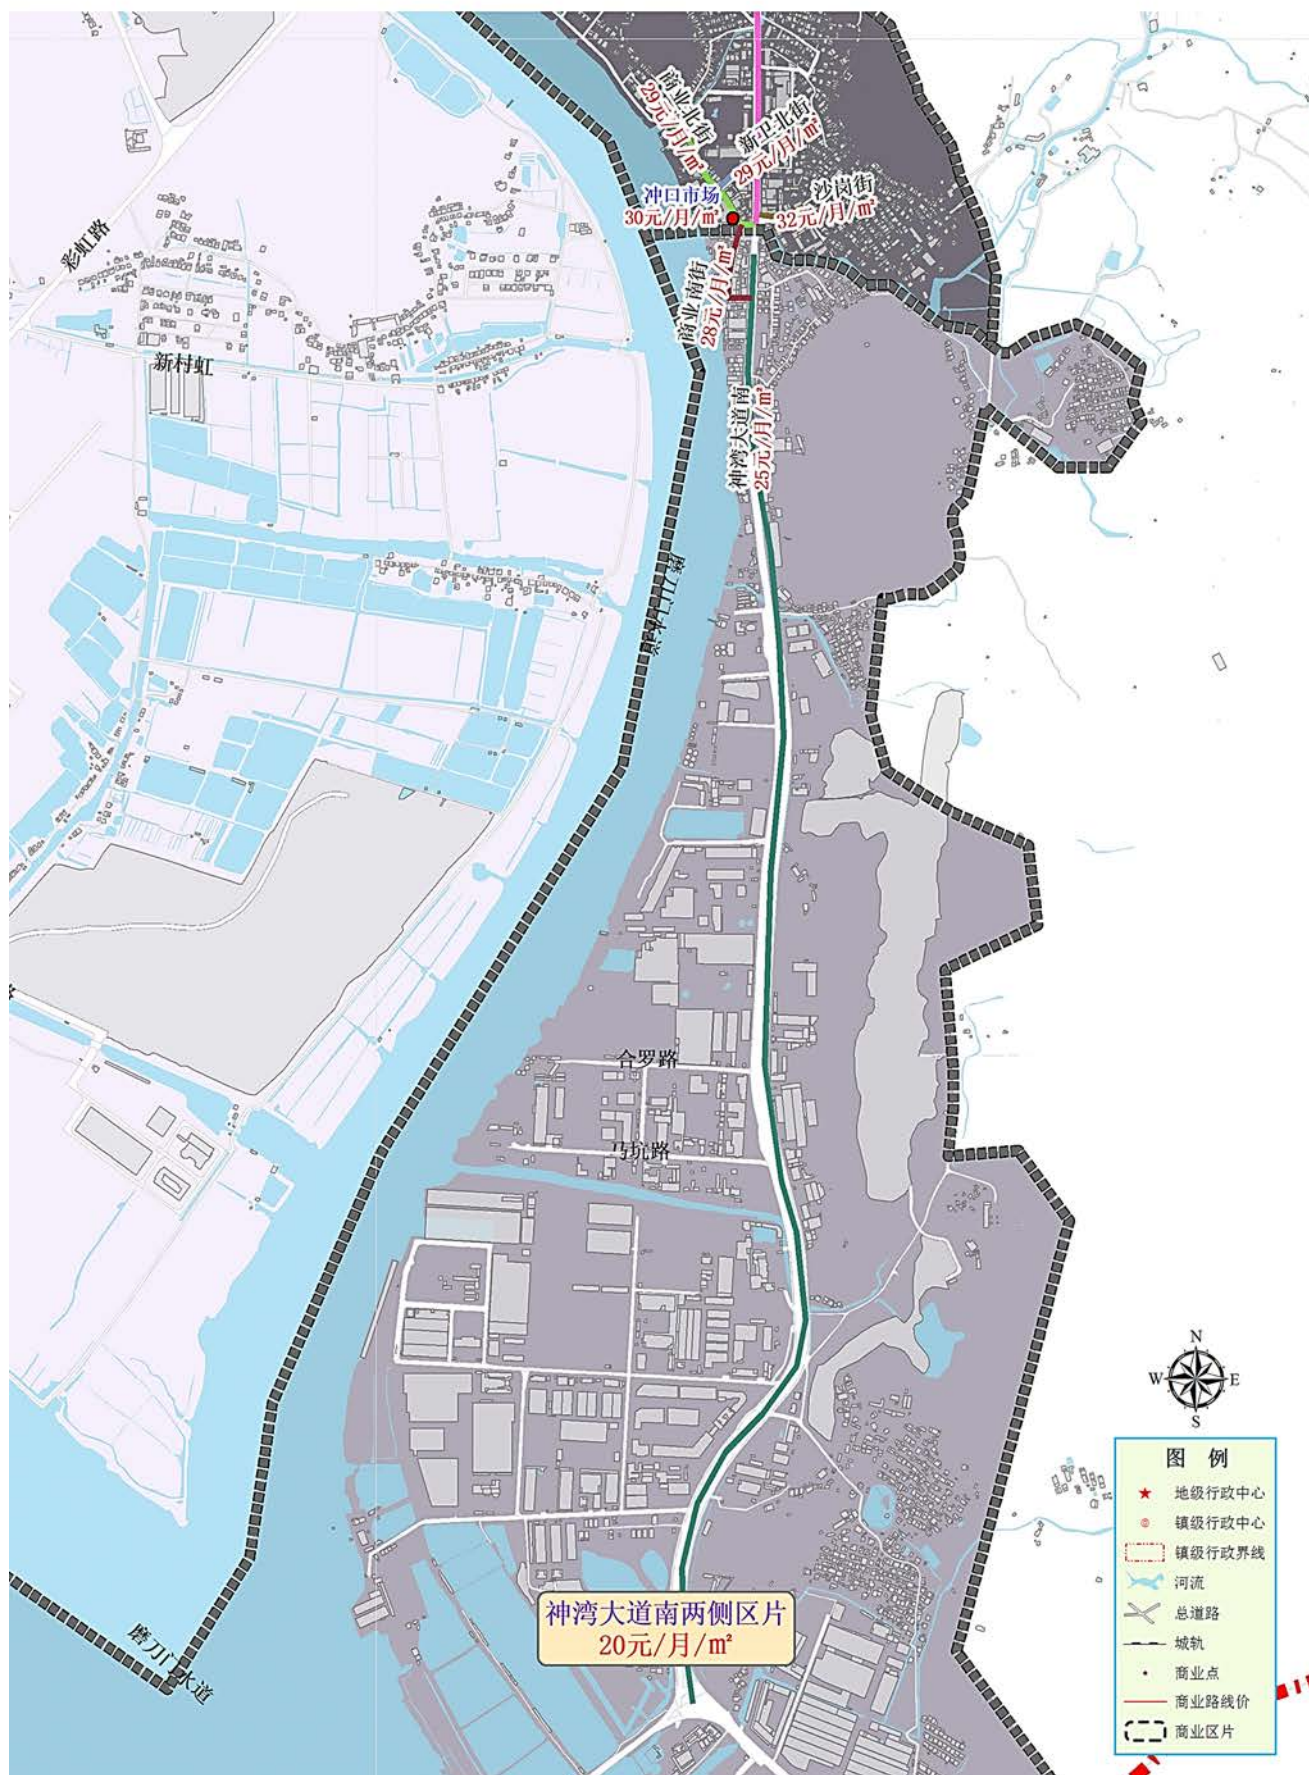 商业北街
29元/月/㎡
新卫北街
29元/月/㎡
冲口市场
30元/月/㎡
沙岗街
32元/月/㎡
彩虹路
商业南街
28元/月/㎡
新村虹
神湾大道南
25元/月/㎡
磨刀门水道
合罗路
马坑路
神湾大道南两侧区片
20元/月/㎡
磨刀门水道
N
W
E
S
图 例
地级行政中心
镇级行政中心
镇级行政界线
河流
总道路
城轨
商业点
商业路线价
商业区片